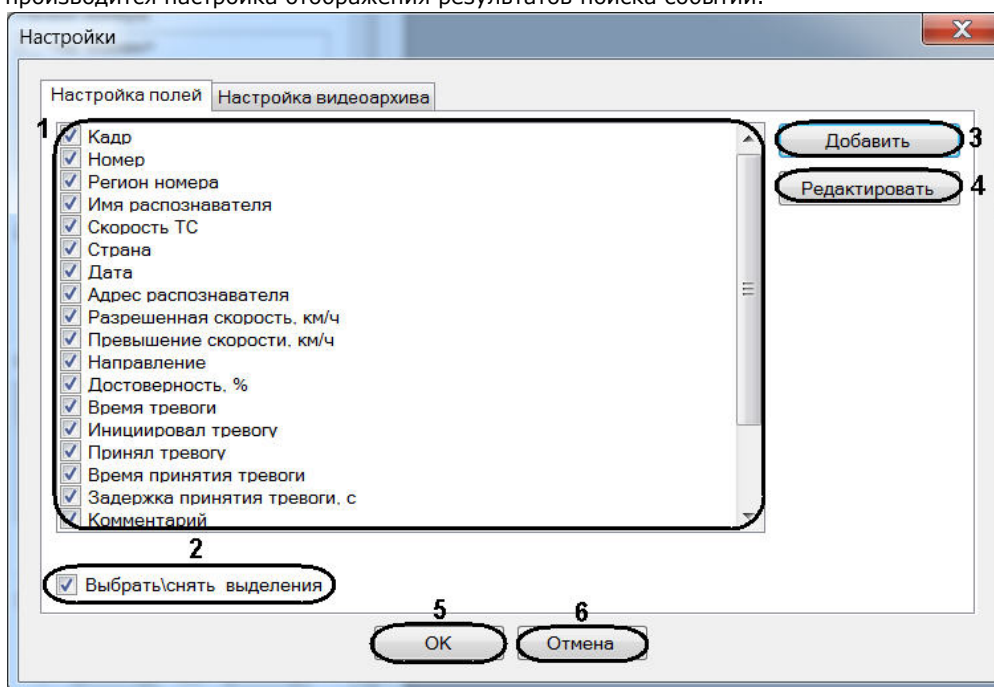 производится настройка отображения результатов поиска событий.
Настройки
Настройка полей Настройка видеоархива
1
Кадр
Добавить 3
Номер
Регион номера
Редактировать 4
Имя распознавателя
Скорость ТС
Страна
Дата
Адрес распознавателя
Разрешенная скорость, км/ч
Превышение скорости, км/ч
Направление
Достоверность, %
Время тревоги
Инициировал тревогу
Принял тревогу
Время принятия тревоги
Задержка принятия тревоги, с
Комментарий
2
Выбрать\снять выделения
5 6
OK Отмена